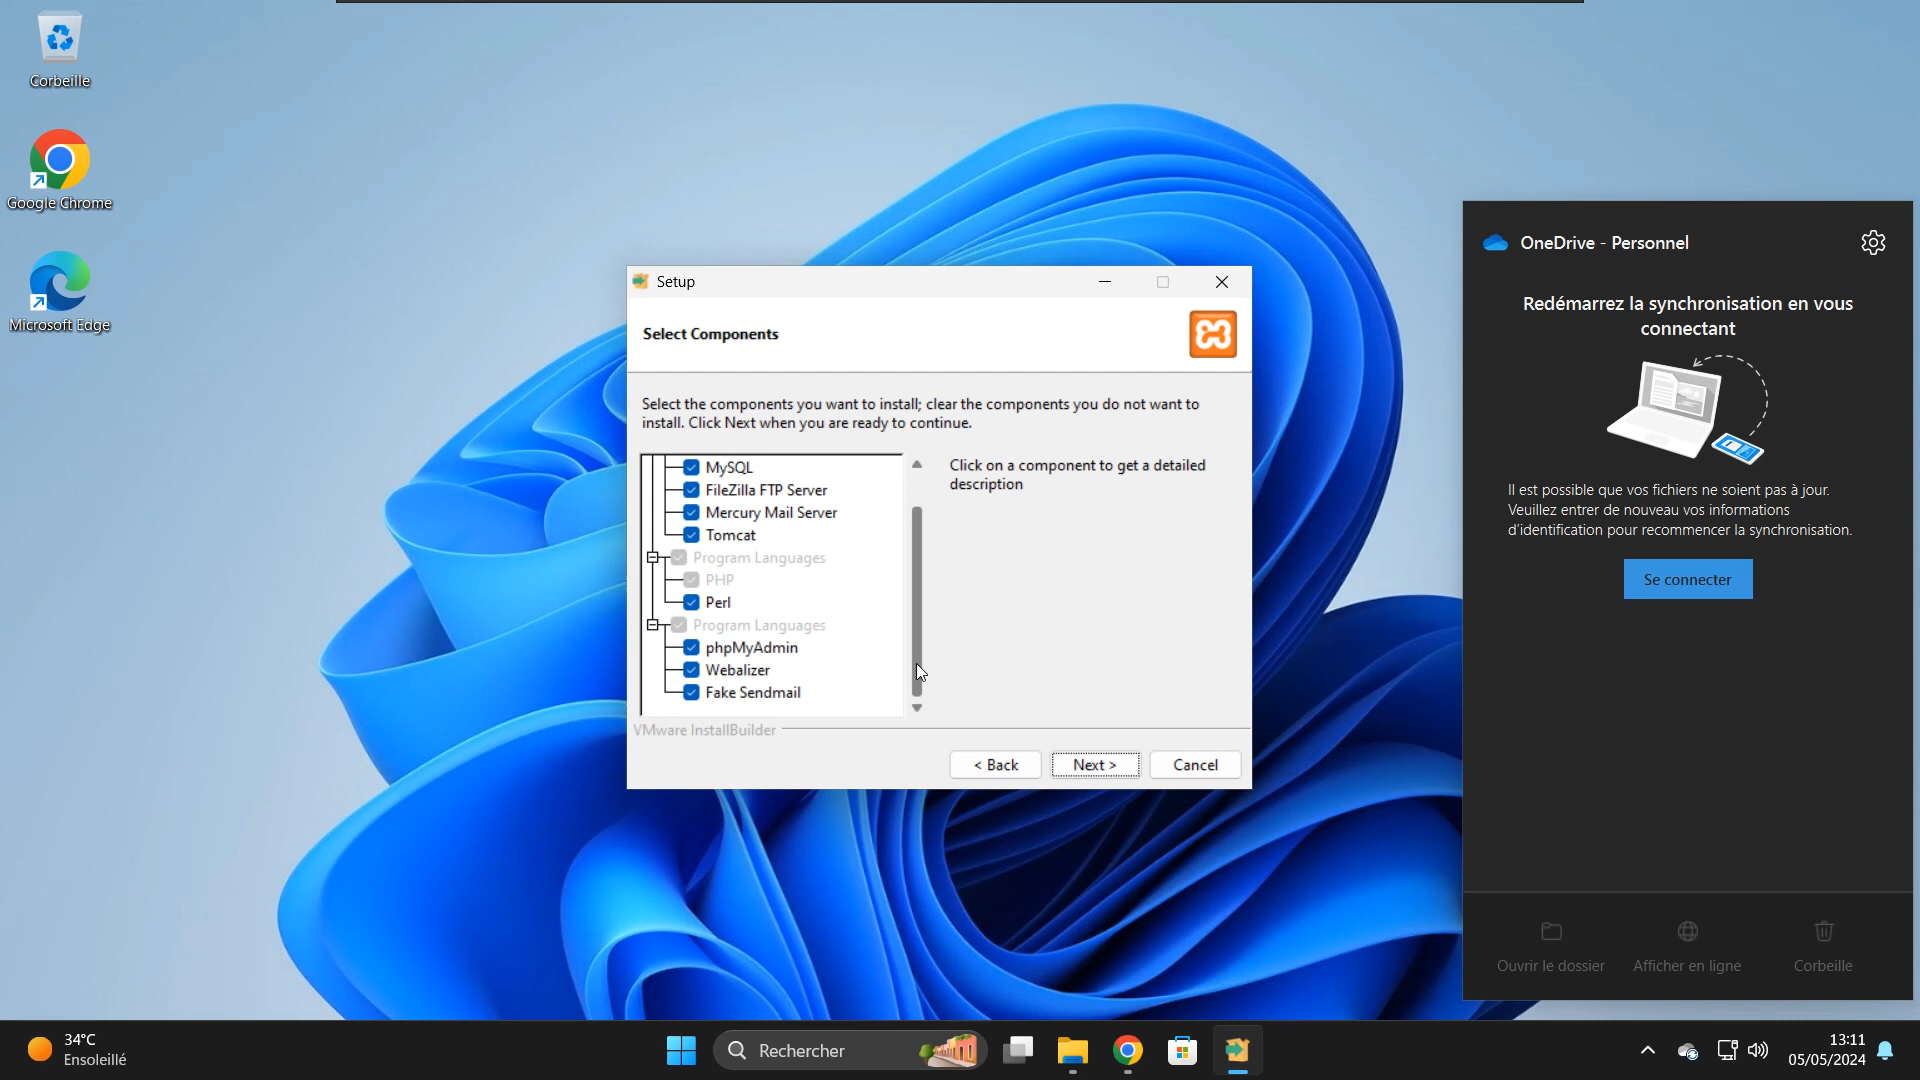 Corbeille
Google Chrome
Microsoft Edge
Setup
Select Components
Select the components you want to install; clear the components you do not want to
install. Click Next when you are ready to continue.
MySQL
FileZilla FTP Server
Mercury Mail Server
Tomcat
Program Languages
PHP
Perl
Program Languages
phpMyAdmin
Webalizer
Fake Sendmail
Click on a component to get a detailed
description
VMware InstallBuilder
< Back
Next >
Cancel
OneDrive - Personnel
Redémarrez la synchronisation en vous
connectant
Il est possible que vos fichiers ne soient pas à jour.
Veuillez entrer de nouveau vos informations
d’identification pour recommencer la synchronisation.
Se connecter
Ouvrir le dossier
Afficher en ligne
Corbeille
34°C
Ensoleillé
Rechercher
13:11
05/05/2024